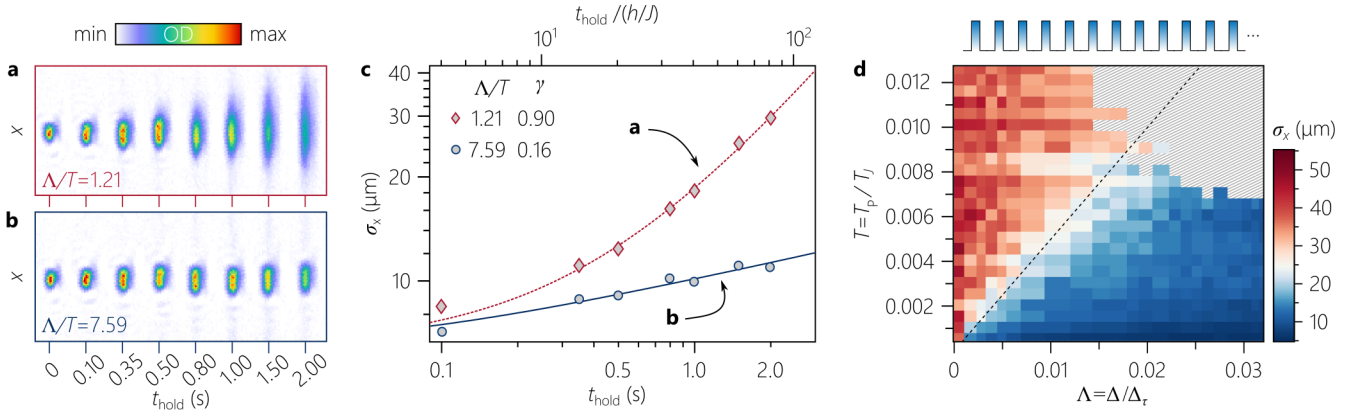 min OD max
a
X
Λ/T=1.21
b
X
Λ/T=7.59
0 0.10 0.35 0.50 0.80 1.00 1.50 2.00
t_hold (s)
t_hold /(h/J)
10¹ 10²
c
Λ/T γ
1.21 0.90
7.59 0.16
a
b
40
30
20
10
σ_x (μm)
0.1 0.5 1.0 2.0
t_hold (s)
...
d
0.012
0.010
0.008
0.006
0.004
0.002
T=T_p/T_J
0 0.01 0.02 0.03
Λ=Δ/Δ_τ
σ_x (μm)
50
40
30
20
10